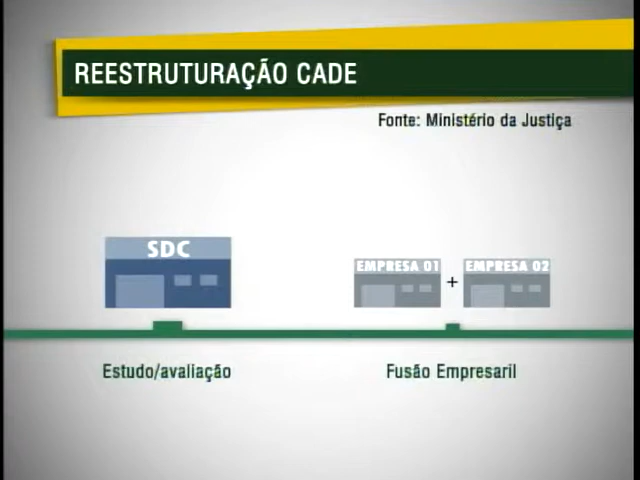 REESTRUTURAÇÃO CADE
Fonte: Ministério da Justiça
SDC
EMPRESA 01 + EMPRESA 02
Estudo/avaliação
Fusão Empresaril